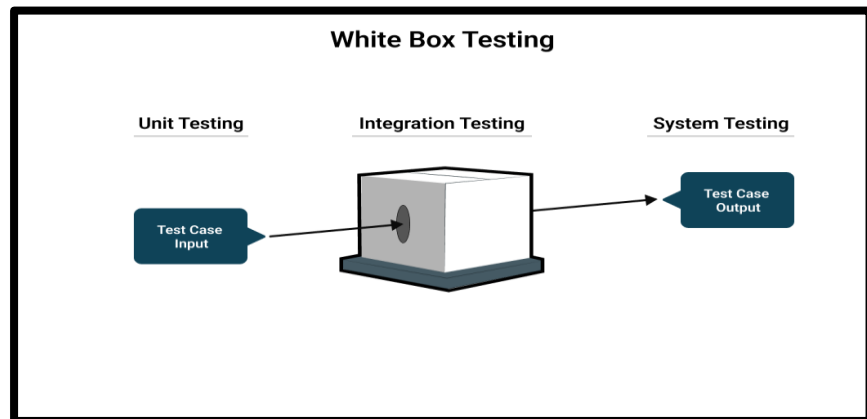 White Box Testing
Unit Testing
Integration Testing
System Testing
Test Case
Input
Test Case
Output